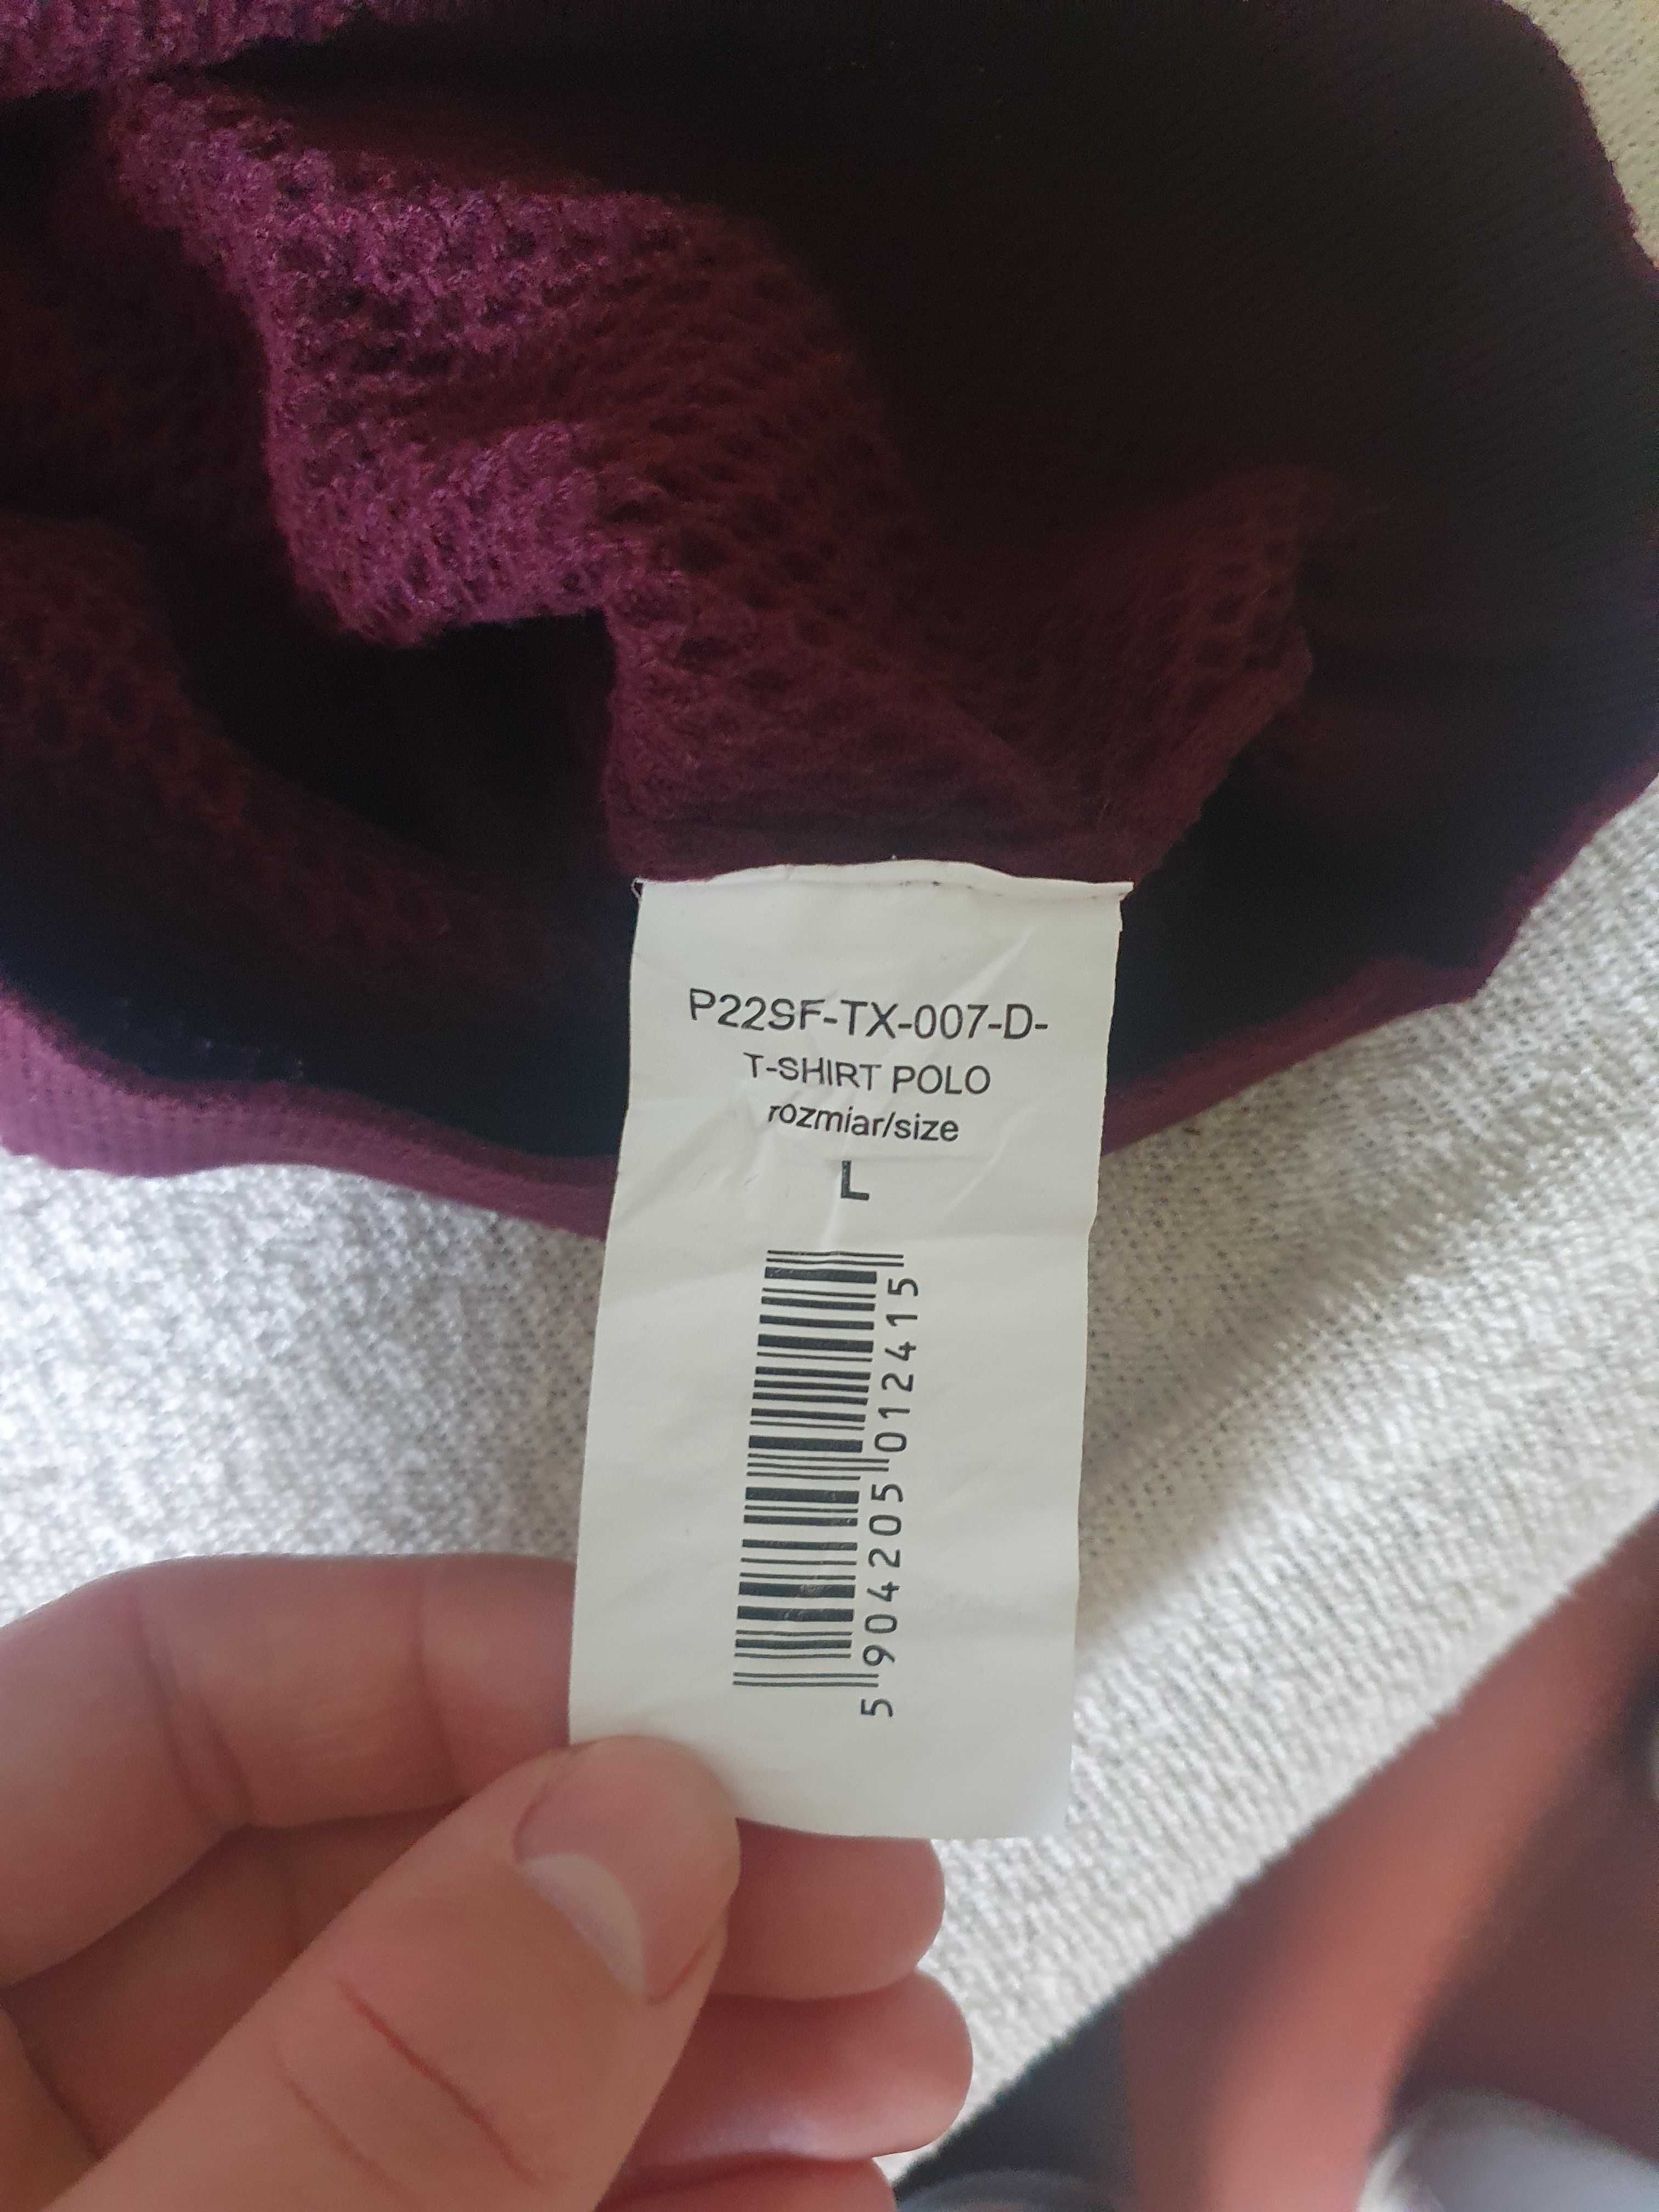 P22SF-TX-007-D-
T-SHIRT POLO
rozmiar/size
L
5 904205 012415